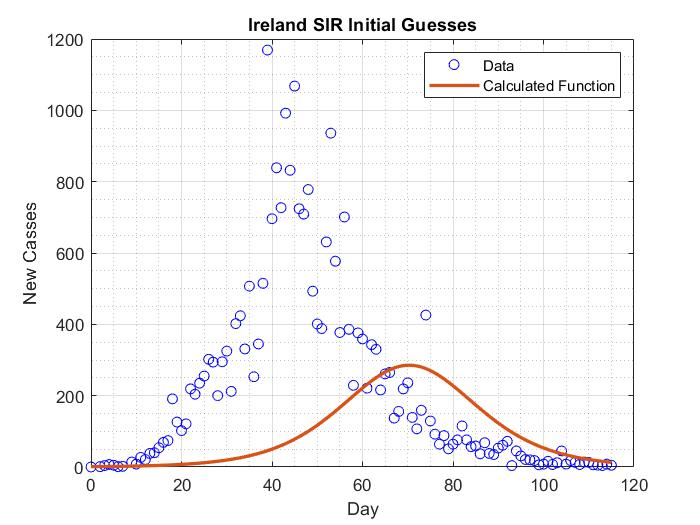 Ireland SIR Initial Guesses
Data
Calculated Function
New Casses
1200
1000
800
600
400
200
0
0 20 40 60 80 100 120
Day